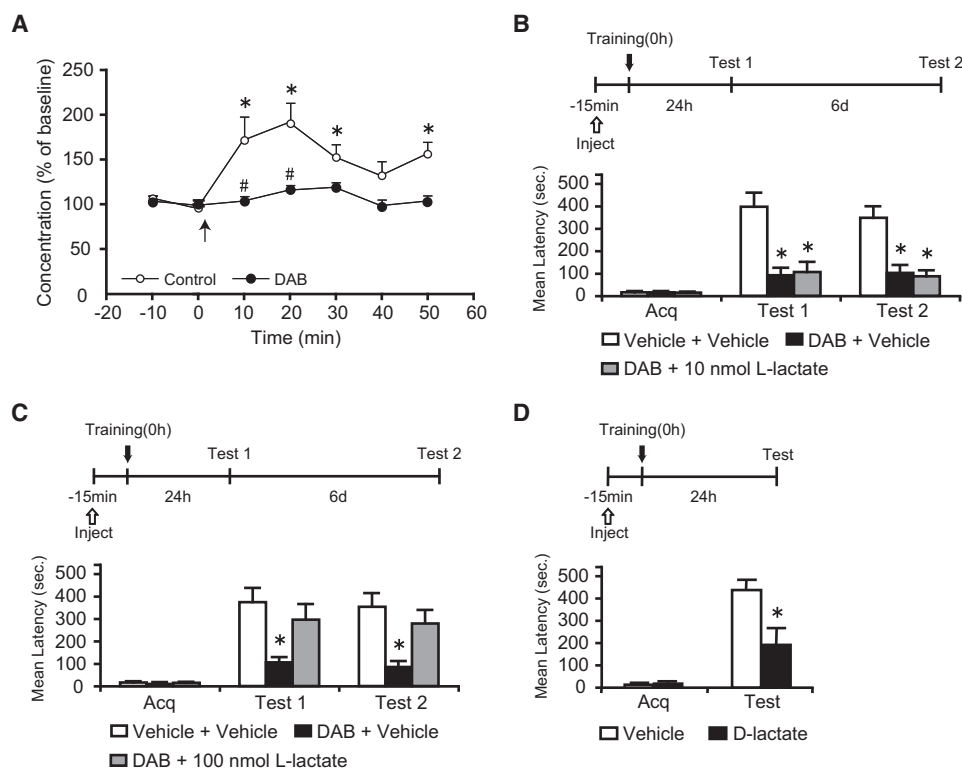 A
250
200
150
100
50
0
Concentration (% of baseline)
* * * *
# #
Control DAB
-20 -10 0 10 20 30 40 50 60
Time (min)
B
Training(0h)
Test 1 Test 2
-15min 24h 6d
Inject
500
400
300
200
100
0
Mean Latency (sec.)
* * * *
Acq Test 1 Test 2
Vehicle + Vehicle DAB + Vehicle
DAB + 10 nmol L-lactate
C
Training(0h)
Test 1 Test 2
-15min 24h 6d
Inject
500
400
300
200
100
0
Mean Latency (sec.)
* *
Acq Test 1 Test 2
Vehicle + Vehicle DAB + Vehicle
DAB + 100 nmol L-lactate
D
Training(0h)
Test
-15min 24h
Inject
500
400
300
200
100
0
Mean Latency (sec.)
*
Acq Test
Vehicle D-lactate